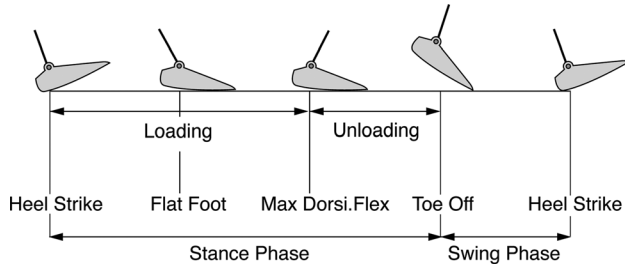 Loading Unloading
Heel Strike Flat Foot Max Dorsi.Flex Toe Off Heel Strike
Stance Phase Swing Phase